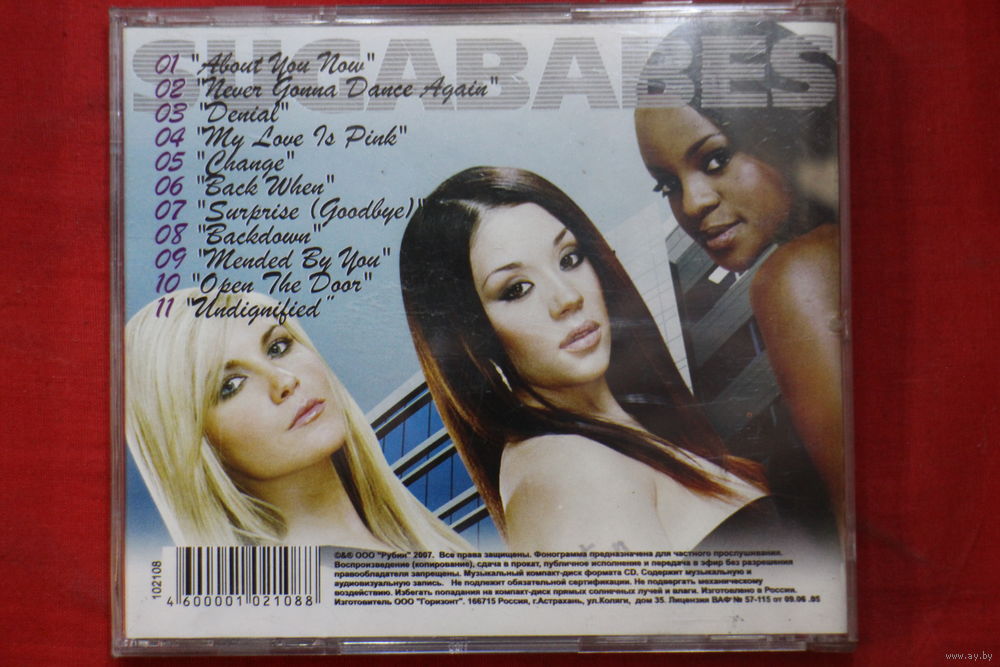 SUGABABES
01 "About You Now"
02 "Never Gonna Dance Again"
03 "Denial"
04 "My Love Is Pink"
05 "Change"
06 "Back When"
07 "Surprise (Goodbye)"
08 "Backdown"
09 "Mended By You"
10 "Open The Door"
11 "Undignified"
102108
4 600001 021088
©&® ООО "Рубин" 2007. Все права защищены. Фонограмма предназначена для частного прослушивания.
Воспроизведение (копирование), сдача в прокат, публичное исполнение и передача в эфир без разрешения
правообладателя запрещены. Музыкальный компакт-диск формата CD. Содержит музыкальную и
аудиовизуальную запись. Не подлежит обязательной сертификации. Не подвергать механическому
воздействию. Избегать попадания на компакт-диск прямых солнечных лучей и влаги. Изготовлено в России.
Изготовитель ООО "Горизонт". 166715 Россия, г.Астрахань, ул.Коляги, дом 35. Лицензия ВАФ № 57-115 от 09.06 .05
www.ay.by